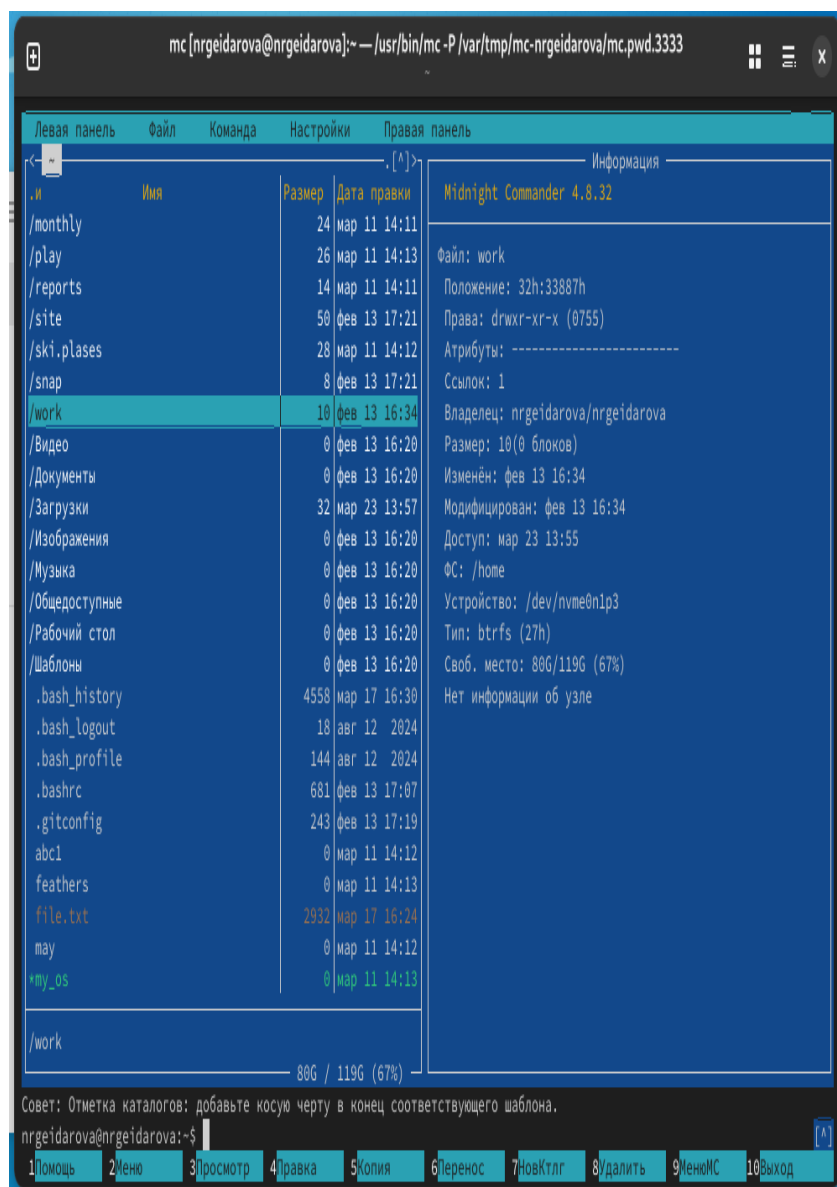 mc [nrgeidarova@nrgeidarova]:~ — /usr/bin/mc -P /var/tmp/mc-nrgeidarova/mc.pwd.3333
~
Левая панель Файл Команда Настройки Правая панель
<- ~ .[^]>
.и Имя Размер Дата правки
/monthly 24 мар 11 14:11
/play 26 мар 11 14:13
/reports 14 мар 11 14:11
/site 50 фев 13 17:21
/ski.plases 28 мар 11 14:12
/snap 8 фев 13 17:21
/work 10 фев 13 16:34
/Видео 0 фев 13 16:20
/Документы 0 фев 13 16:20
/Загрузки 32 мар 23 13:57
/Изображения 0 фев 13 16:20
/Музыка 0 фев 13 16:20
/Общедоступные 0 фев 13 16:20
/Рабочий стол 0 фев 13 16:20
/Шаблоны 0 фев 13 16:20
.bash_history 4558 мар 17 16:30
.bash_logout 18 авг 12 2024
.bash_profile 144 авг 12 2024
.bashrc 681 фев 13 17:07
.gitconfig 243 фев 13 17:19
abc1 0 мар 11 14:12
feathers 0 мар 11 14:13
file.txt 2932 мар 17 16:24
may 0 мар 11 14:12
*my_os 0 мар 11 14:13
/work
80G / 119G (67%)
Информация
Midnight Commander 4.8.32
Файл: work
Положение: 32h:33887h
Права: drwxr-xr-x (0755)
Атрибуты: -------------------------
Ссылок: 1
Владелец: nrgeidarova/nrgeidarova
Размер: 10(0 блоков)
Изменён: фев 13 16:34
Модифицирован: фев 13 16:34
Доступ: мар 23 13:55
ФС: /home
Устройство: /dev/nvme0n1p3
Тип: btrfs (27h)
Своб. место: 80G/119G (67%)
Нет информации об узле
Совет: Отметка каталогов: добавьте косую черту в конец соответствующего шаблона.
nrgeidarova@nrgeidarova:~$ [^]
1Помощь 2Меню 3Просмотр 4Правка 5Копия 6Перенос 7НовКтлг 8Удалить 9МенюMC 10Выход